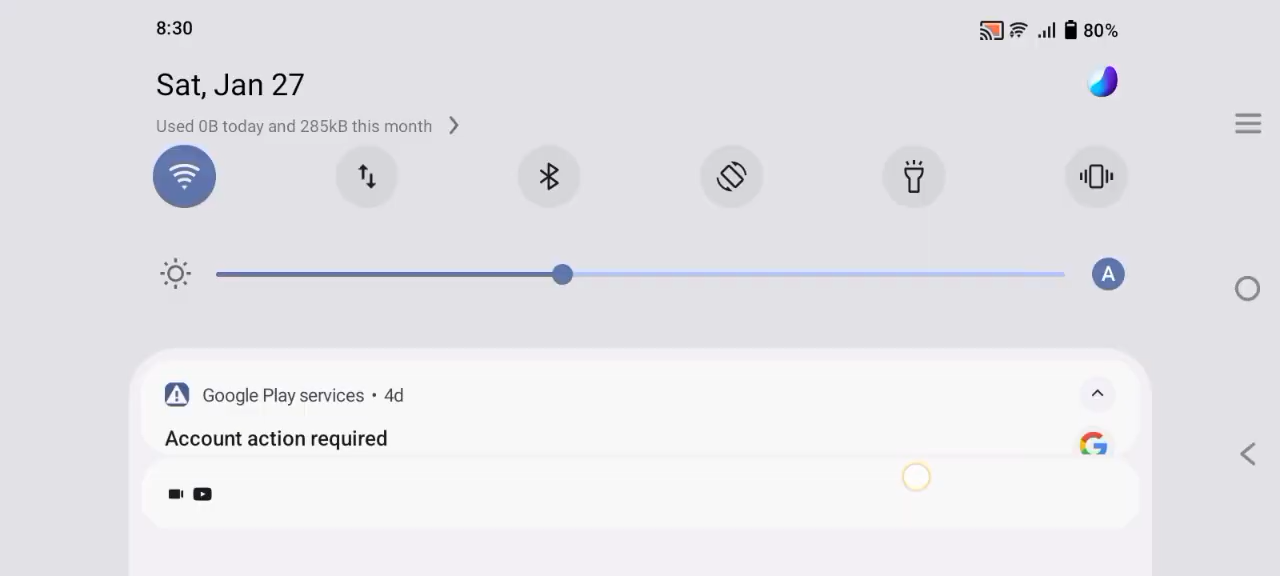 8:30
80%
Sat, Jan 27
Used 0B today and 285kB this month
A
Google Play services • 4d
Account action required